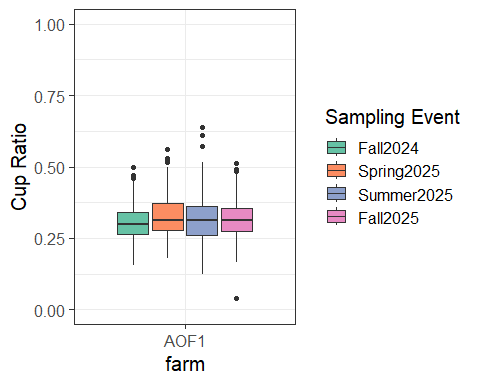 1.00
0.75
0.50
0.25
0.00
Cup Ratio
AOF1
farm
Sampling Event
Fall2024
Spring2025
Summer2025
Fall2025